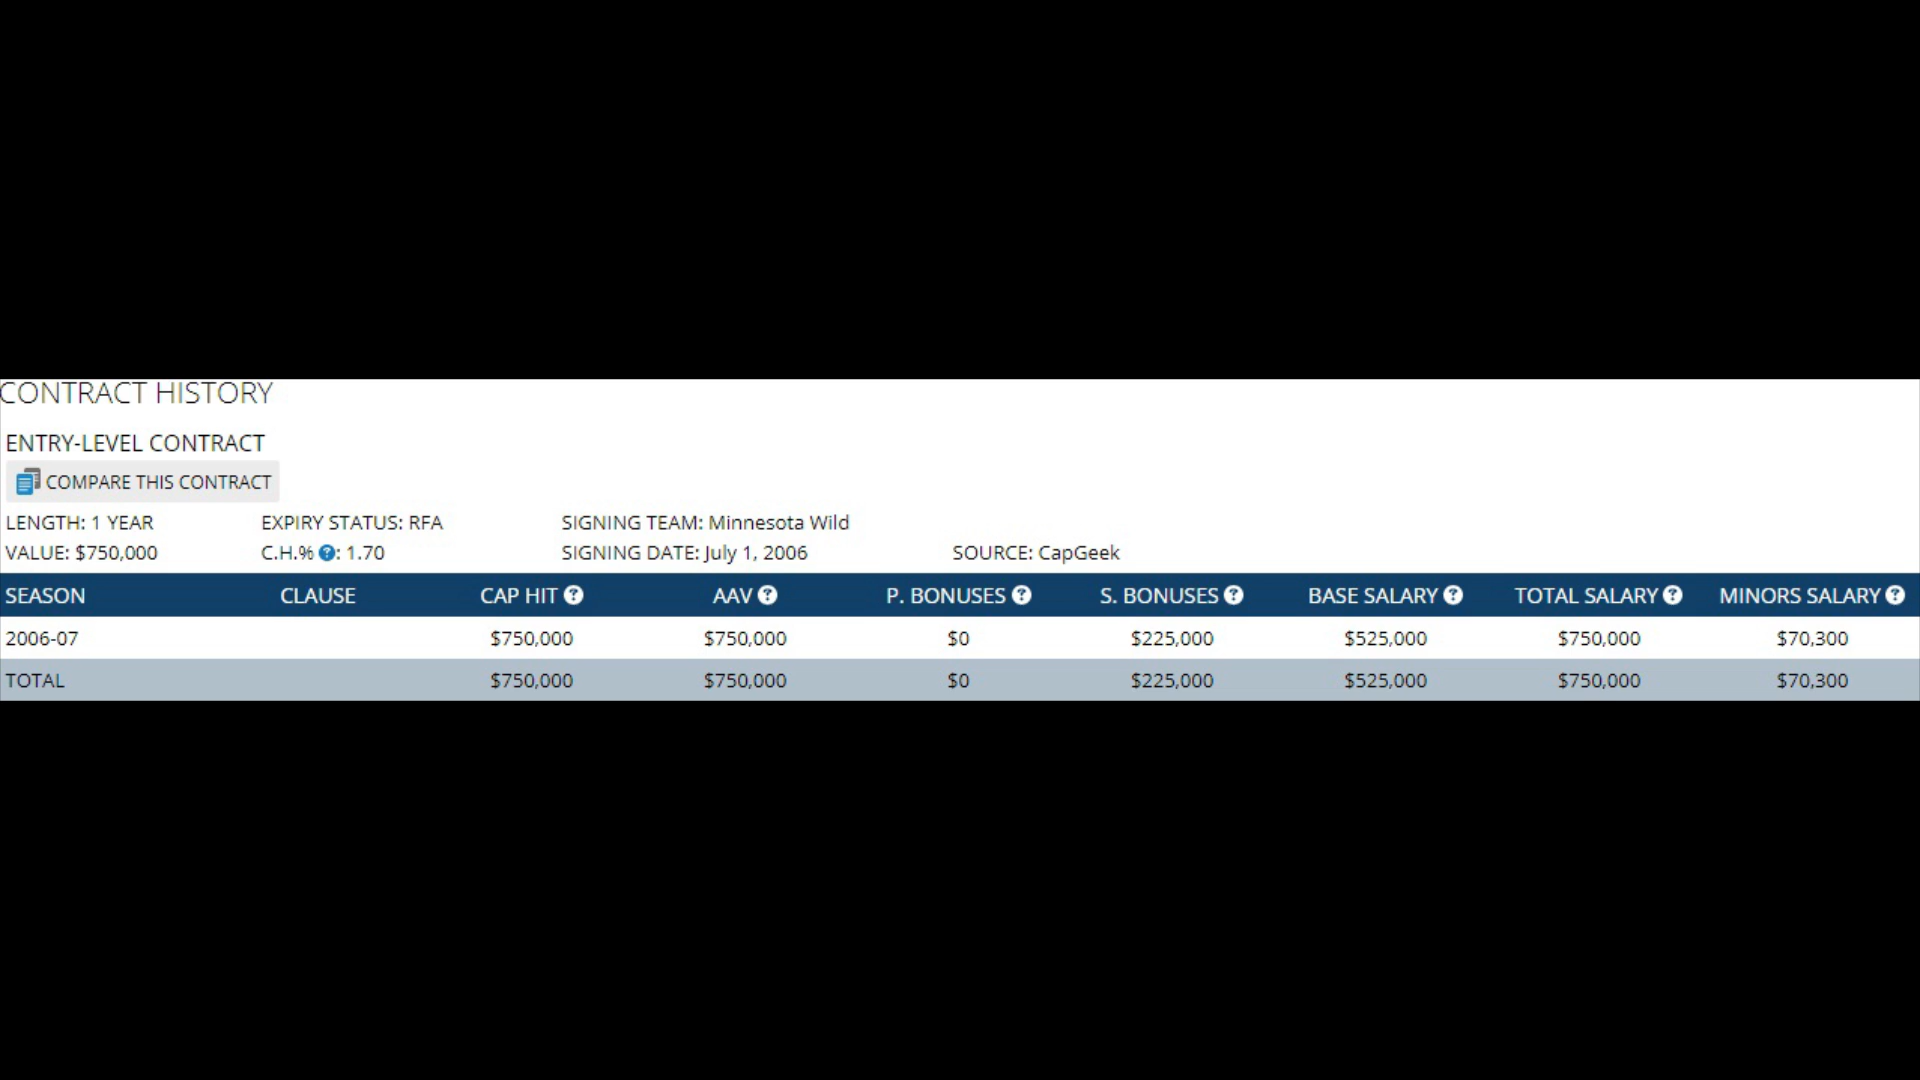 CONTRACT HISTORY
ENTRY-LEVEL CONTRACT
COMPARE THIS CONTRACT
LENGTH: 1 YEAR EXPIRY STATUS: RFA SIGNING TEAM: Minnesota Wild
VALUE: $750,000 C.H.% ?: 1.70 SIGNING DATE: July 1, 2006 SOURCE: CapGeek
SEASON CLAUSE CAP HIT ? AAV ? P. BONUSES ? S. BONUSES ? BASE SALARY ? TOTAL SALARY ? MINORS SALARY ?
2006-07 $750,000 $750,000 $0 $225,000 $525,000 $750,000 $70,300
TOTAL $750,000 $750,000 $0 $225,000 $525,000 $750,000 $70,300